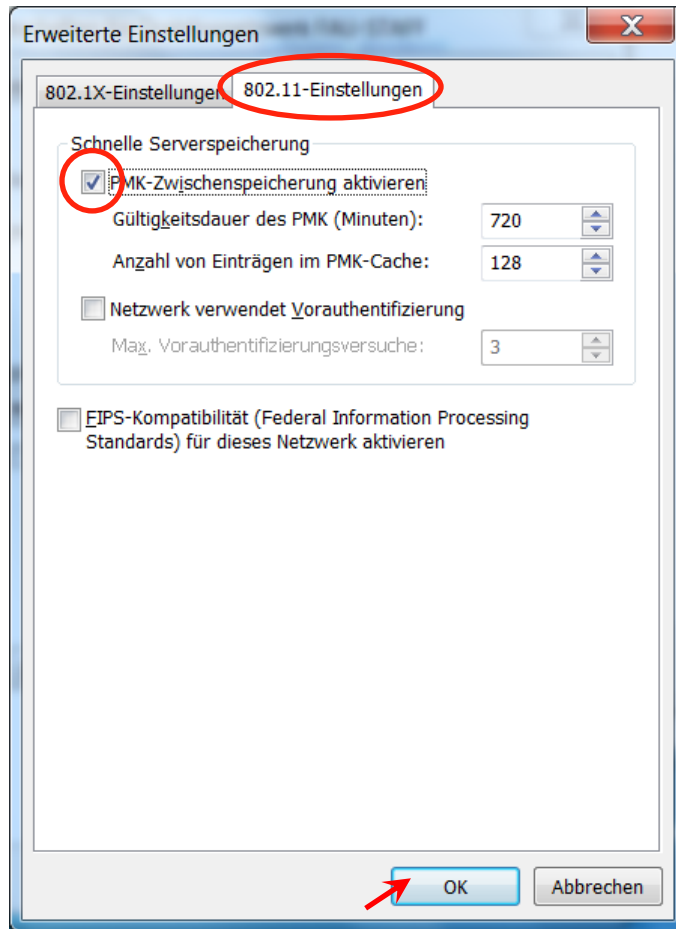 Erweiterte Einstellungen
802.1X-Einstellungen
802.11-Einstellungen
Schnelle Serverspeicherung
PMK-Zwischenspeicherung aktivieren
Gültigkeitsdauer des PMK (Minuten): 720
Anzahl von Einträgen im PMK-Cache: 128
Netzwerk verwendet Vorauthentifizierung
Max. Vorauthentifizierungsversuche: 3
FIPS-Kompatibilität (Federal Information Processing
Standards) für dieses Netzwerk aktivieren
OK
Abbrechen